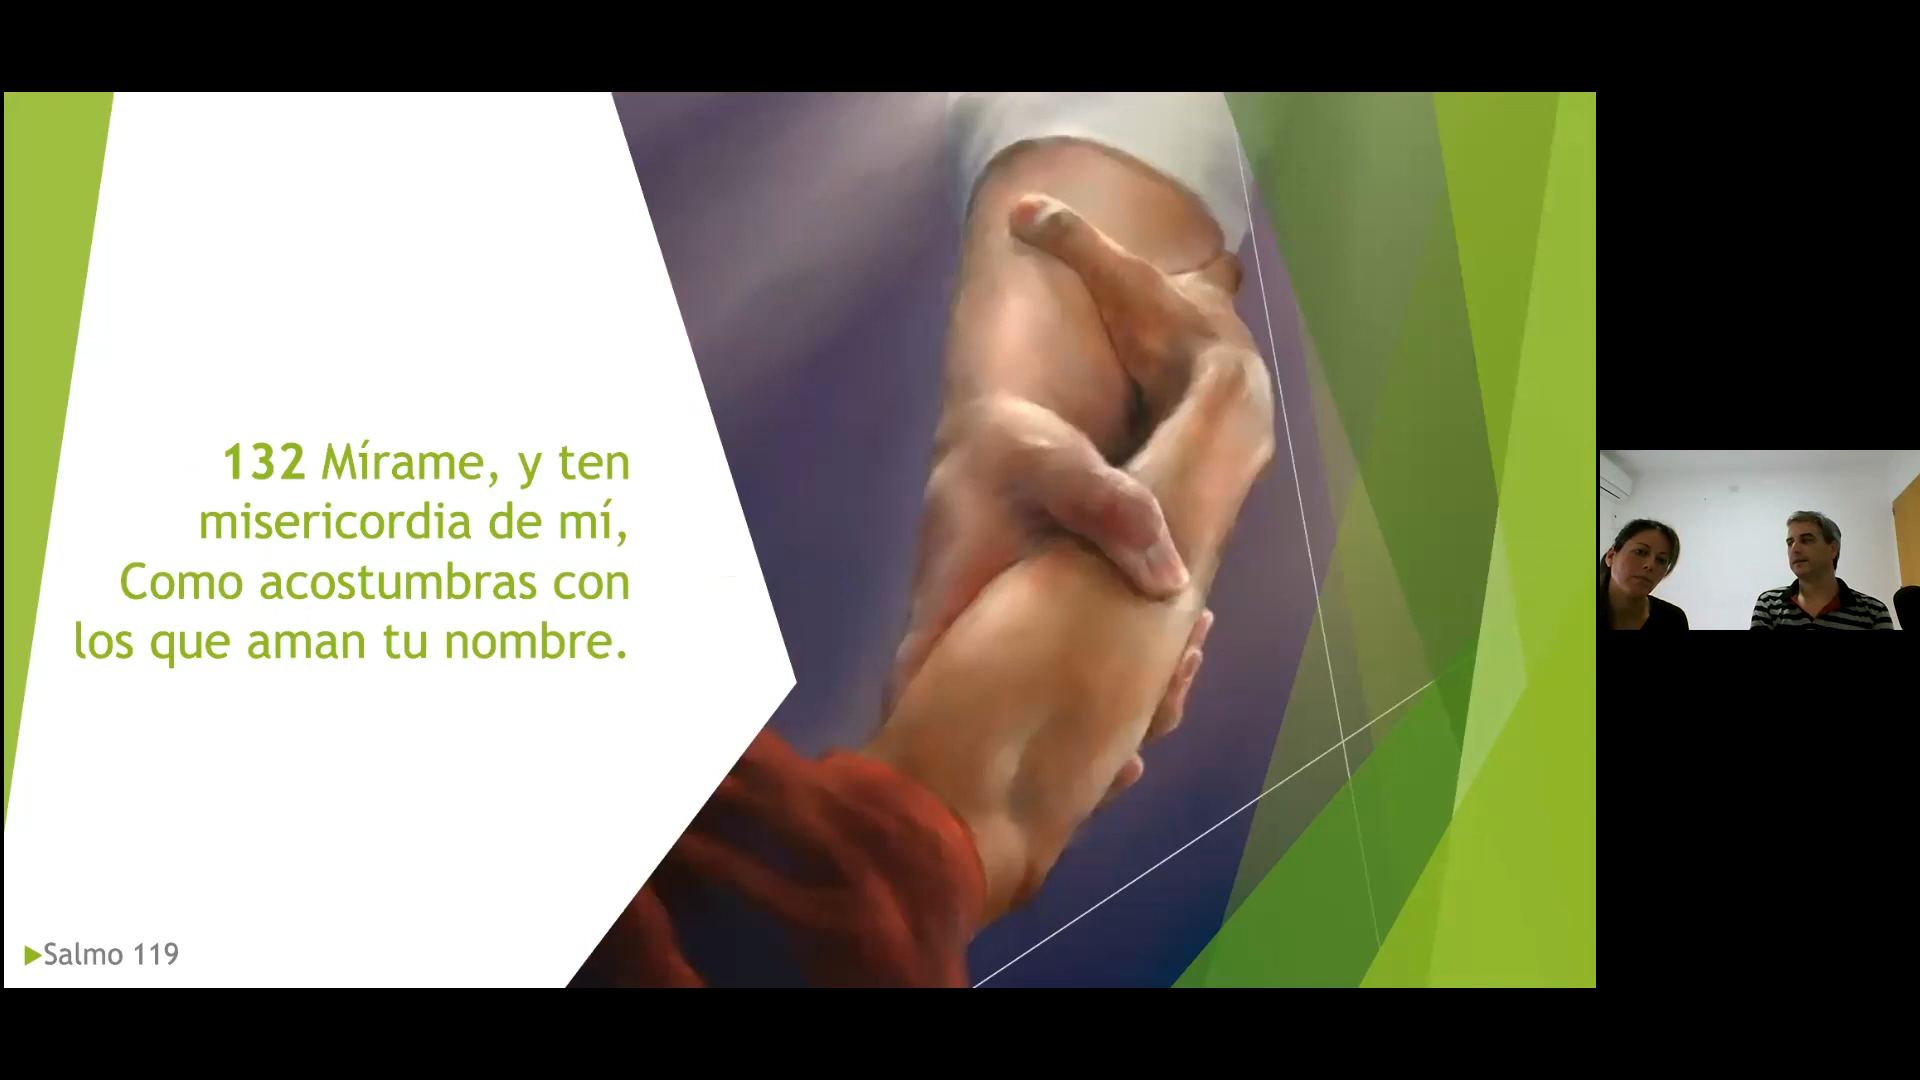 132 Mírame, y ten
misericordia de mí,
Como acostumbras con
los que aman tu nombre.
Salmo 119